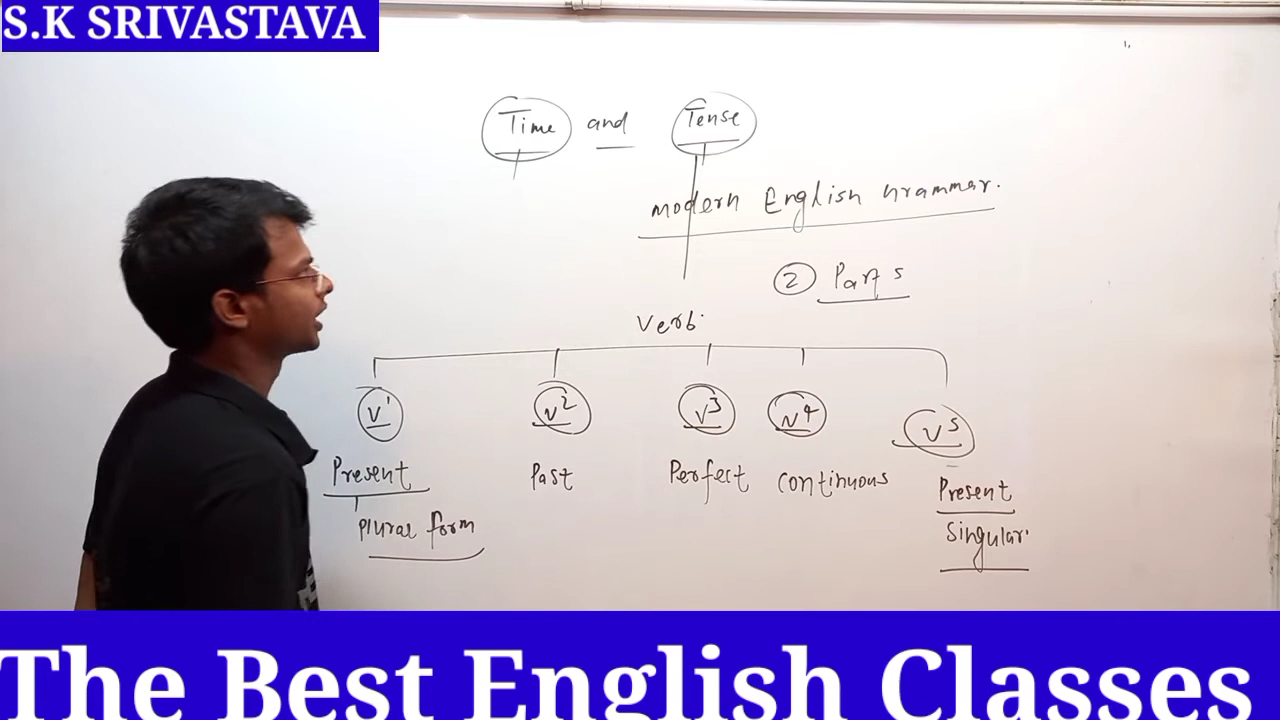 S.K SRIVASTAVA
Time and Tense
Modern English Grammar.
2 Parts
Verb.
V1 V2 V3 V4 V5
Present Past Perfect Continuous Present
Plural form Singular.
The Best English Classes